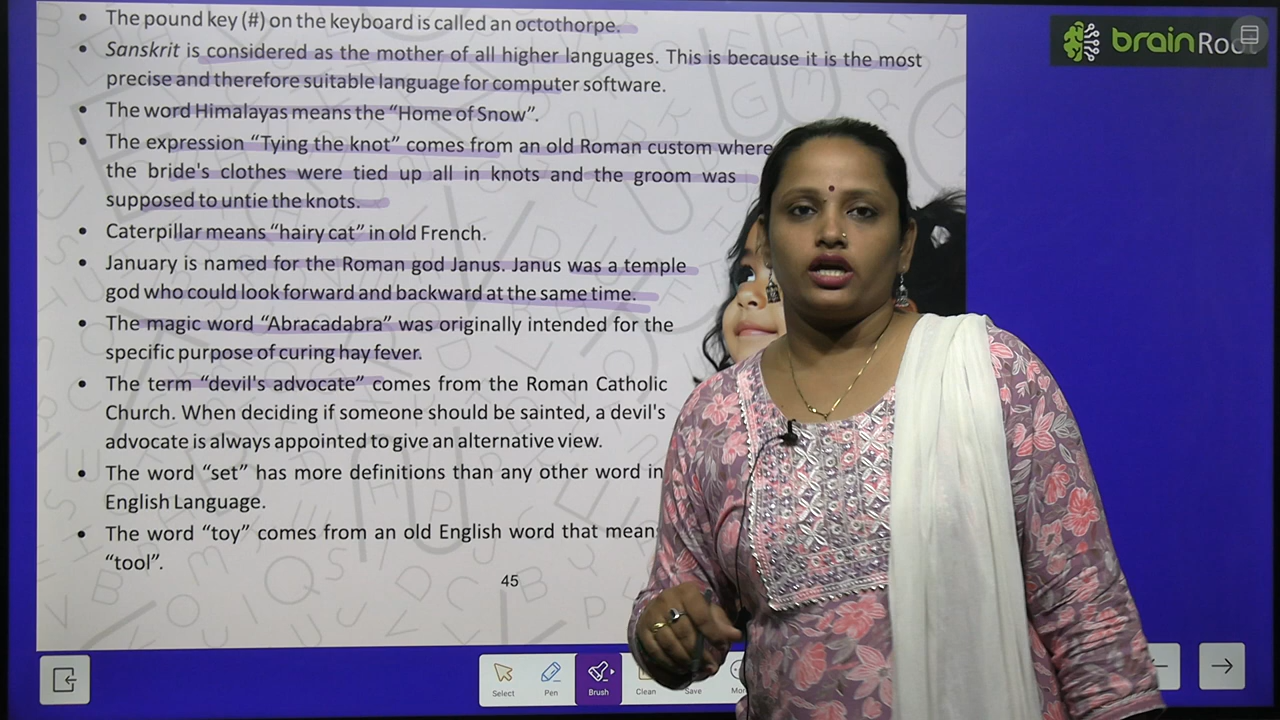 • The pound key (#) on the keyboard is called an octothorpe.
• Sanskrit is considered as the mother of all higher languages. This is because it is the most
precise and therefore suitable language for computer software.
• The word Himalayas means the “Home of Snow”.
• The expression “Tying the knot” comes from an old Roman custom where
the bride's clothes were tied up all in knots and the groom was
supposed to untie the knots.
• Caterpillar means “hairy cat” in old French.
• January is named for the Roman god Janus. Janus was a temple
god who could look forward and backward at the same time.
• The magic word “Abracadabra” was originally intended for the
specific purpose of curing hay fever.
• The term “devil's advocate” comes from the Roman Catholic
Church. When deciding if someone should be sainted, a devil's
advocate is always appointed to give an alternative view.
• The word “set” has more definitions than any other word in
English Language.
• The word “toy” comes from an old English word that mean
“tool”.
45
brain
Select Pen Brush Clean Save